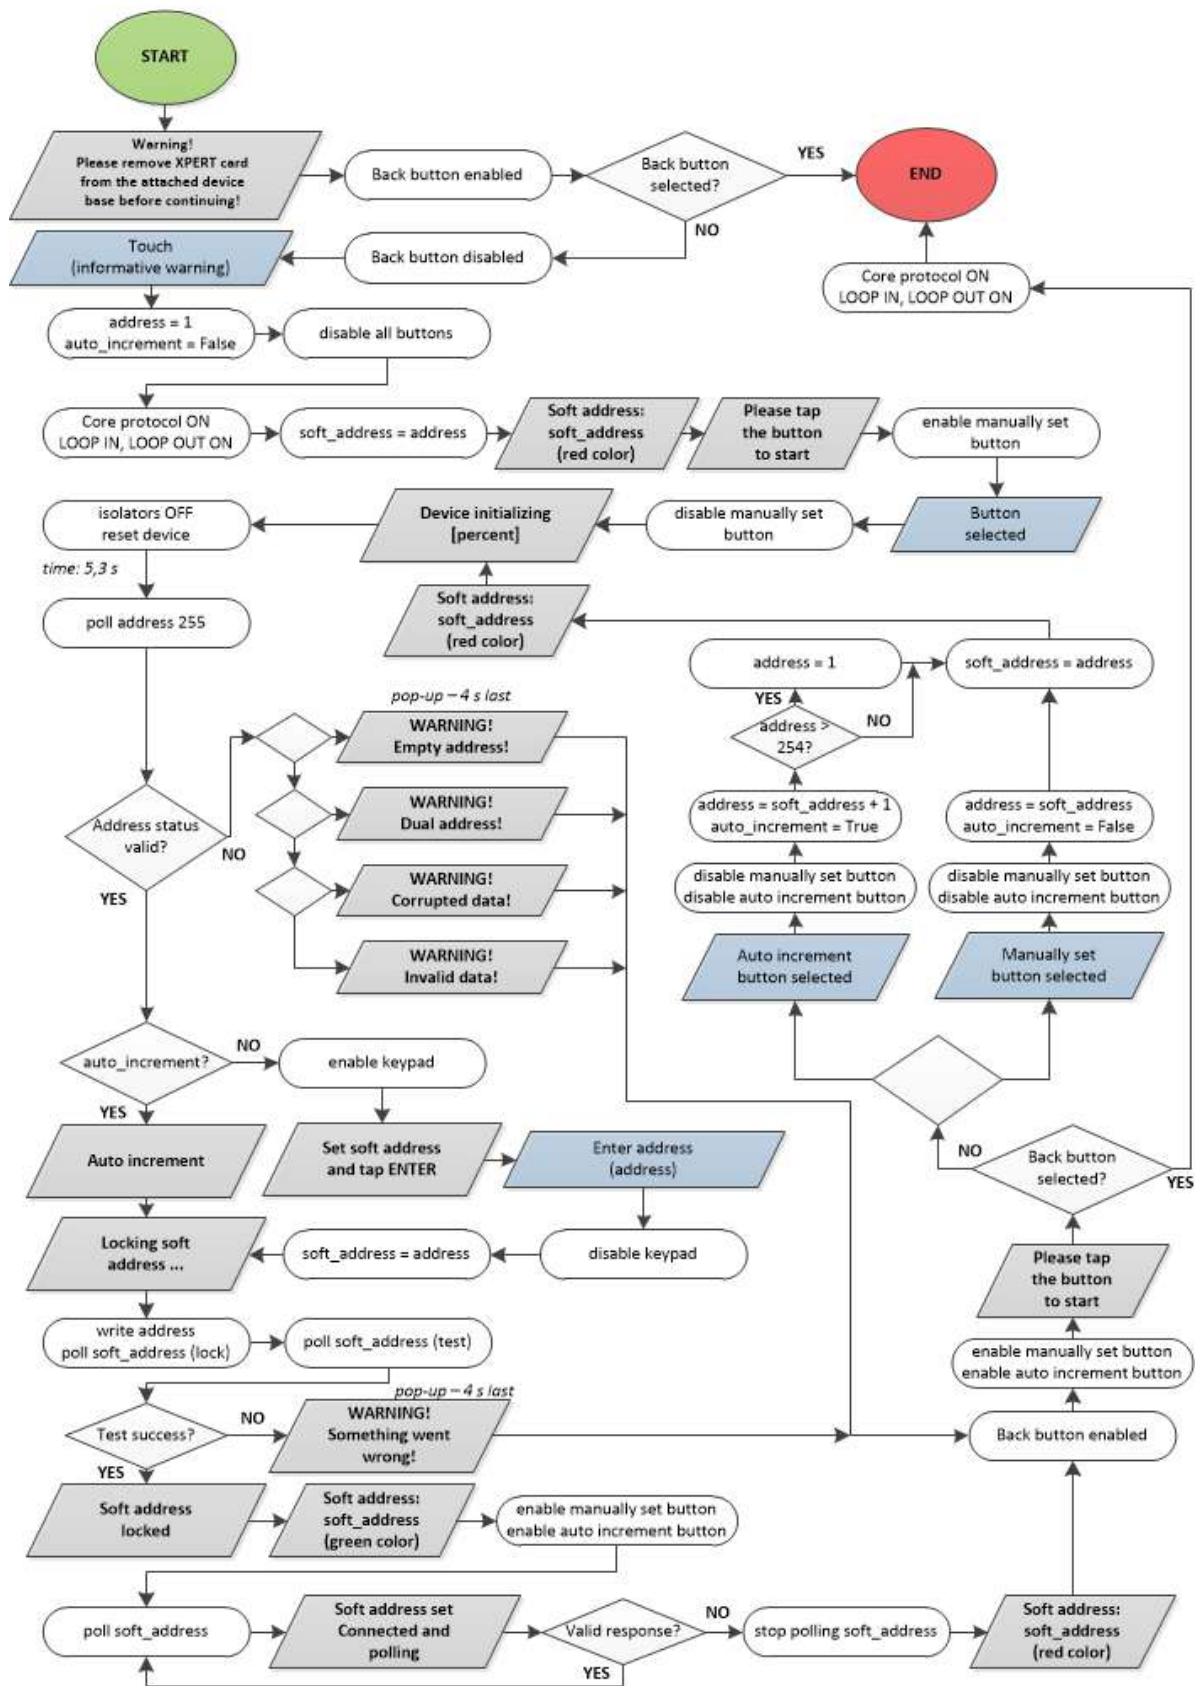 START
Warning!
Please remove XPERT card
from the attached device
base before continuing!
Back button enabled
Back button
selected?
YES
END
NO
Touch
(informative warning)
Back button disabled
Core protocol ON
LOOP IN, LOOP OUT ON
address = 1
auto_increment = False
disable all buttons
Core protocol ON
LOOP IN, LOOP OUT ON
soft_address = address
Soft address:
soft_address
(red color)
Please tap
the button
to start
enable manually set
button
isolators OFF
reset device
Device initializing
[percent]
disable manually set
button
Button
selected
time: 5,3 s
poll address 255
Soft address:
soft_address
(red color)
address = 1
soft_address = address
YES
NO
address >
254?
pop-up – 4 s last
WARNING!
Empty address!
WARNING!
Dual address!
address = soft_address + 1
auto_increment = True
address = soft_address
auto_increment = False
Address status
valid?
NO
YES
WARNING!
Corrupted data!
disable manually set button
disable auto increment button
disable manually set button
disable auto increment button
WARNING!
Invalid data!
Auto increment
button selected
Manually set
button selected
auto_increment?
NO
enable keypad
YES
Auto increment
Set soft address
and tap ENTER
Enter address
(address)
NO
Back button
selected?
YES
Locking soft
address ...
soft_address = address
disable keypad
Please tap
the button
to start
write address
poll soft_address (lock)
poll soft_address (test)
enable manually set button
enable auto increment button
pop-up – 4 s last
Test success?
NO
WARNING!
Something went
wrong!
Back button enabled
YES
Soft address
locked
Soft address:
soft_address
(green color)
enable manually set button
enable auto increment button
poll soft_address
Soft address set
Connected and
polling
Valid response?
NO
stop polling soft_address
Soft address:
soft_address
(red color)
YES